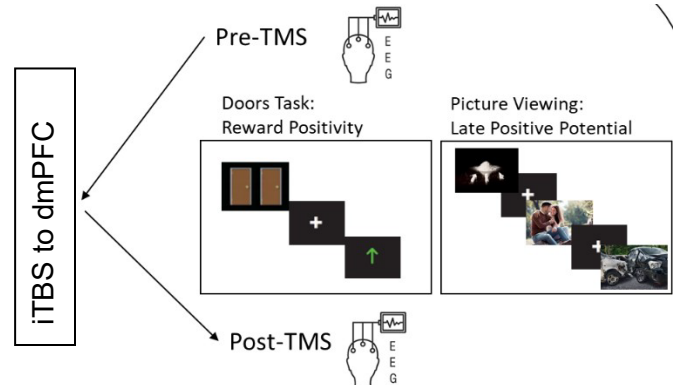 Pre-TMS
E
E
G
Doors Task:
Reward Positivity
Picture Viewing:
Late Positive Potential
iTBS to dmPFC
Post-TMS
E
E
G